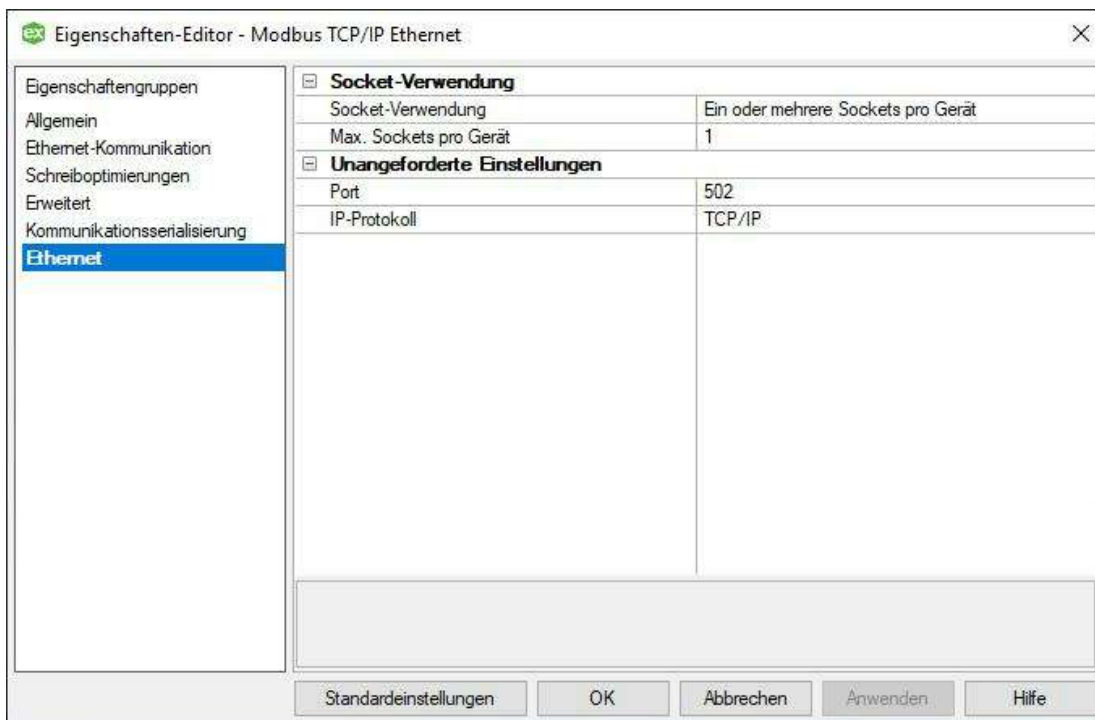 Eigenschaften-Editor - Modbus TCP/IP Ethernet
Eigenschaftengruppen
Allgemein
Ethernet-Kommunikation
Schreiboptimierungen
Erweitert
Kommunikationsserialisierung
Ethernet
Socket-Verwendung
Socket-Verwendung Ein oder mehrere Sockets pro Gerät
Max. Sockets pro Gerät 1
Unangeforderte Einstellungen
Port 502
IP-Protokoll TCP/IP
Standardeinstellungen OK Abbrechen Anwenden Hilfe